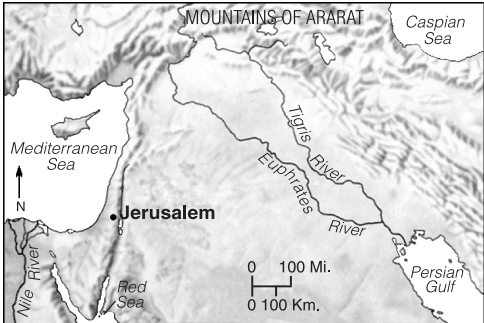 MOUNTAINS OF ARARAT
Caspian
Sea
Mediterranean
Sea
Tigris
River
Euphrates
River
N
Jerusalem
Nile River
Red
Sea
0 100 Mi.
0 100 Km.
Persian
Gulf